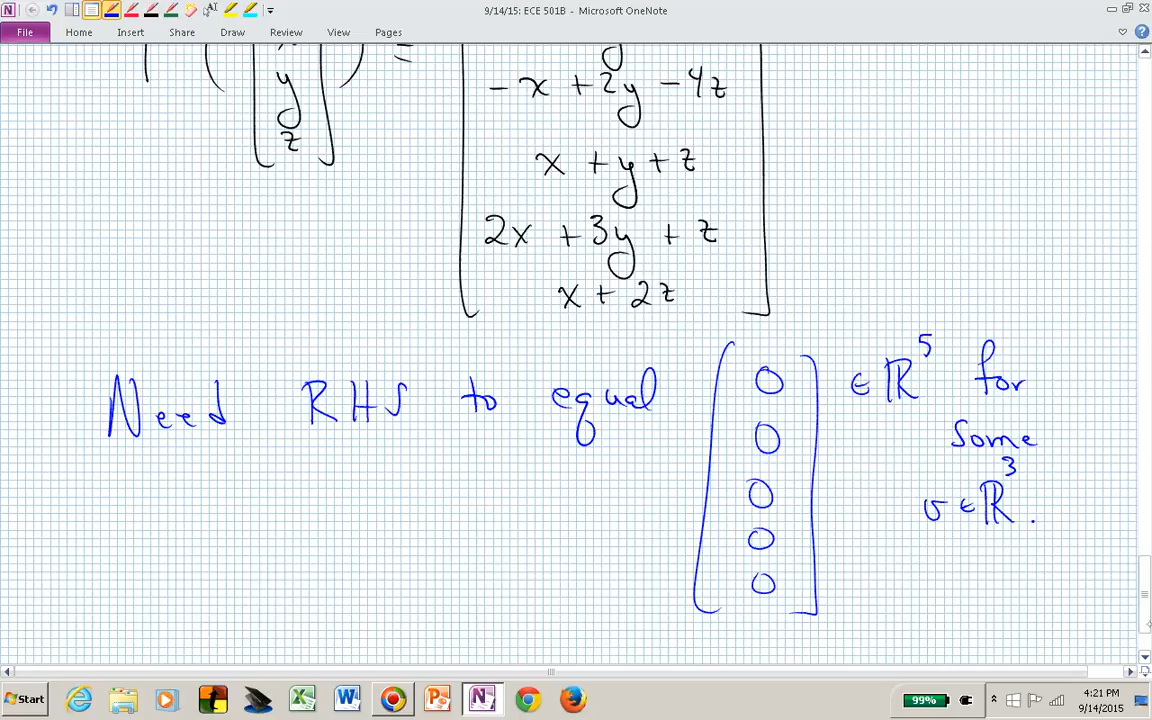 9/14/15: ECE 501B - Microsoft OneNote
File Home Insert Share Draw Review View Pages
y
z
=
- x + 2y - 4z
x + y + z
2x + 3y + z
x + 2z
Need RHS to equal [0 0 0 0 0] ∈ ℝ⁵ for
some
v ∈ ℝ³.
Start
99%
4:21 PM
9/14/2015